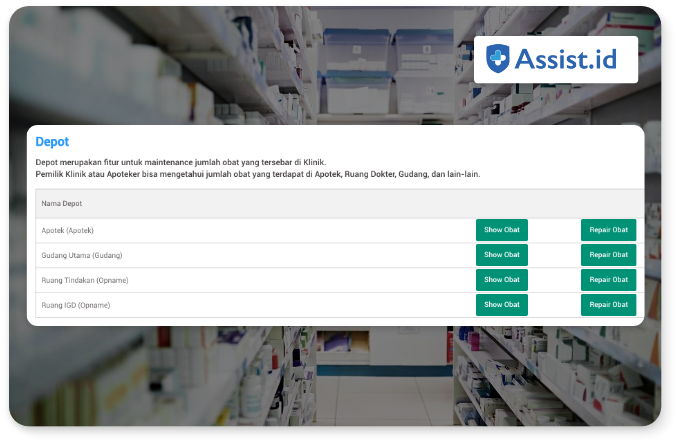 Assist.id
Depot
Depot merupakan fitur untuk maintenance jumlah obat yang tersebar di Klinik.
Pemilik Klinik atau Apoteker bisa mengetahui jumlah obat yang terdapat di Apotek, Ruang Dokter, Gudang, dan lain-lain.
Nama Depot
Apotek (Apotek) Show Obat Repair Obat
Gudang Utama (Gudang) Show Obat Repair Obat
Ruang Tindakan (Opname) Show Obat Repair Obat
Ruang IGD (Opname) Show Obat Repair Obat